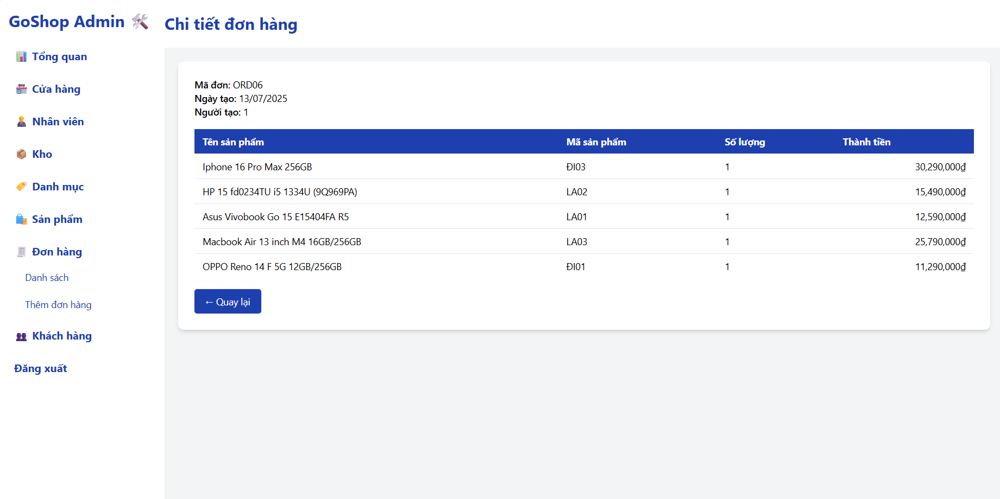 GoShop Admin
Tổng quan
Cửa hàng
Nhân viên
Kho
Danh mục
Sản phẩm
Đơn hàng
Danh sách
Thêm đơn hàng
Khách hàng
Đăng xuất
Chi tiết đơn hàng
Mã đơn: ORD06
Ngày tạo: 13/07/2025
Người tạo: 1
Tên sản phẩm Mã sản phẩm Số lượng Thành tiền
Iphone 16 Pro Max 256GB ĐI03 1 30,290,000₫
HP 15 fd0234TU i5 1334U (9Q969PA) LA02 1 15,490,000₫
Asus Vivobook Go 15 E15404FA R5 LA01 1 12,590,000₫
Macbook Air 13 inch M4 16GB/256GB LA03 1 25,790,000₫
OPPO Reno 14 F 5G 12GB/256GB ĐI01 1 11,290,000₫
← Quay lại